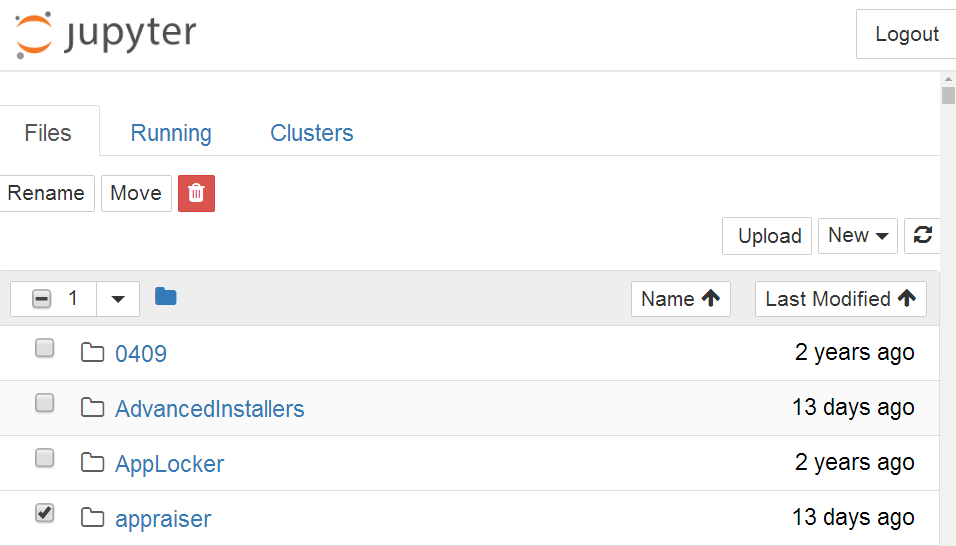 jupyter
Logout
Files Running Clusters
Rename Move
Upload New
1 Name Last Modified
0409 2 years ago
AdvancedInstallers 13 days ago
AppLocker 2 years ago
appraiser 13 days ago